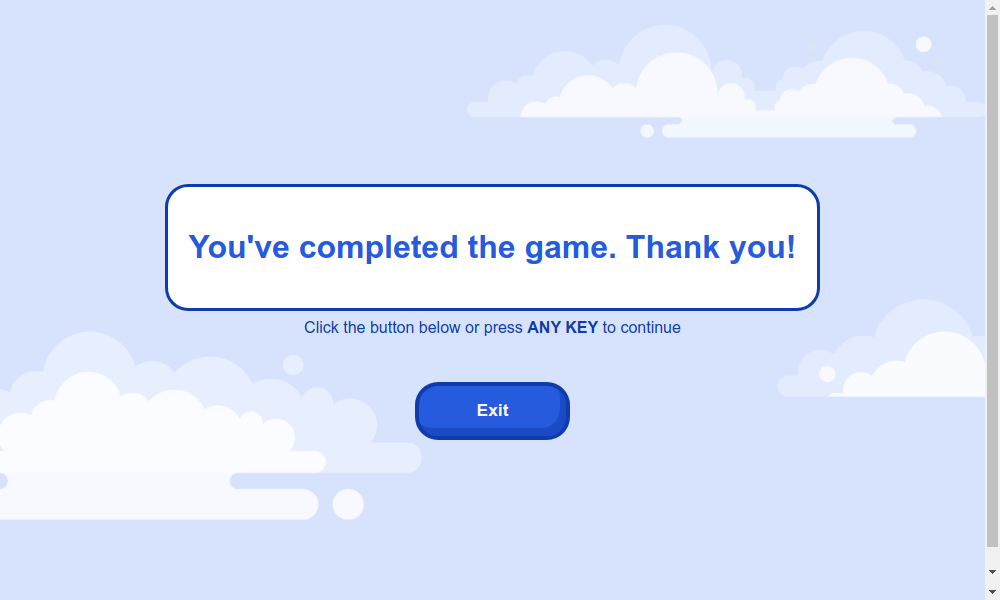 You've completed the game. Thank you!
Click the button below or press ANY KEY to continue
Exit